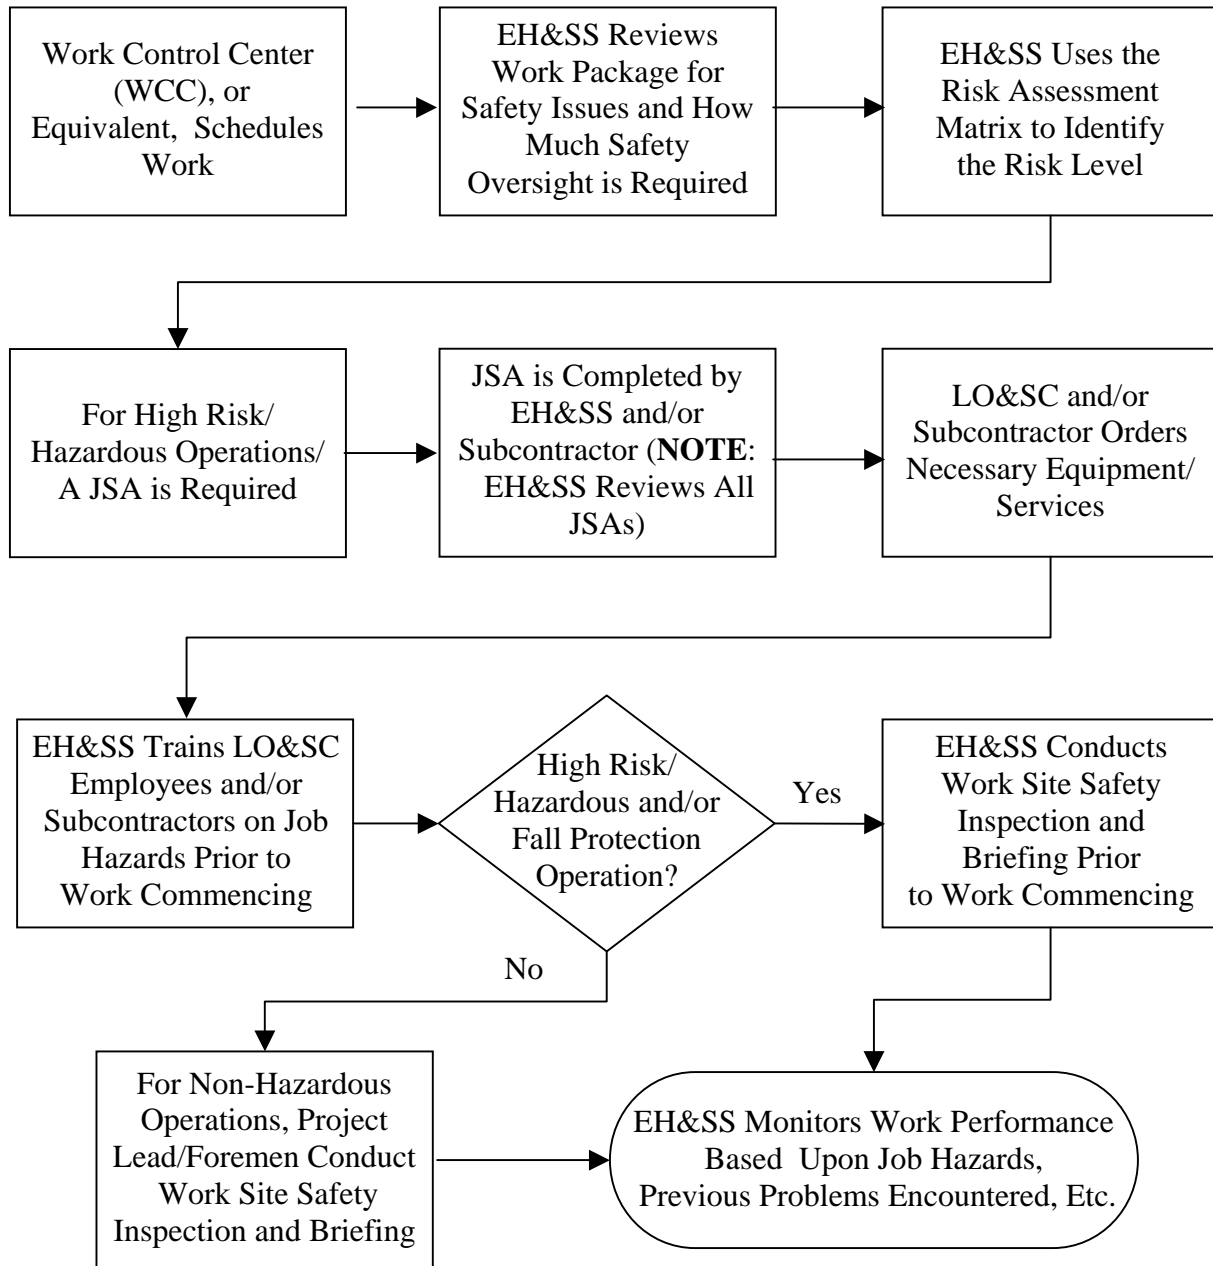 Work Control Center
(WCC), or
Equivalent, Schedules
Work
EH&SS Reviews
Work Package for
Safety Issues and How
Much Safety
Oversight is Required
EH&SS Uses the
Risk Assessment
Matrix to Identify
the Risk Level
For High Risk/
Hazardous Operations/
A JSA is Required
JSA is Completed by
EH&SS and/or
Subcontractor (NOTE:
EH&SS Reviews All
JSAs)
LO&SC and/or
Subcontractor Orders
Necessary Equipment/
Services
EH&SS Trains LO&SC
Employees and/or
Subcontractors on Job
Hazards Prior to
Work Commencing
High Risk/
Hazardous and/or
Fall Protection
Operation?
Yes
EH&SS Conducts
Work Site Safety
Inspection and
Briefing Prior
to Work Commencing
No
For Non-Hazardous
Operations, Project
Lead/Foremen Conduct
Work Site Safety
Inspection and Briefing
EH&SS Monitors Work Performance
Based Upon Job Hazards,
Previous Problems Encountered, Etc.